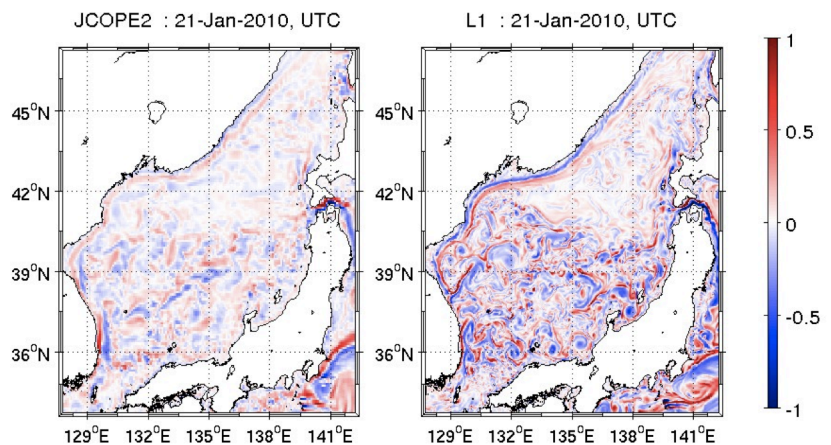 JCOPE2 : 21-Jan-2010, UTC
L1 : 21-Jan-2010, UTC
45°N
42°N
39°N
36°N
129°E 132°E 135°E 138°E 141°E
45°N
42°N
39°N
36°N
129°E 132°E 135°E 138°E 141°E
1
0.5
0
-0.5
-1